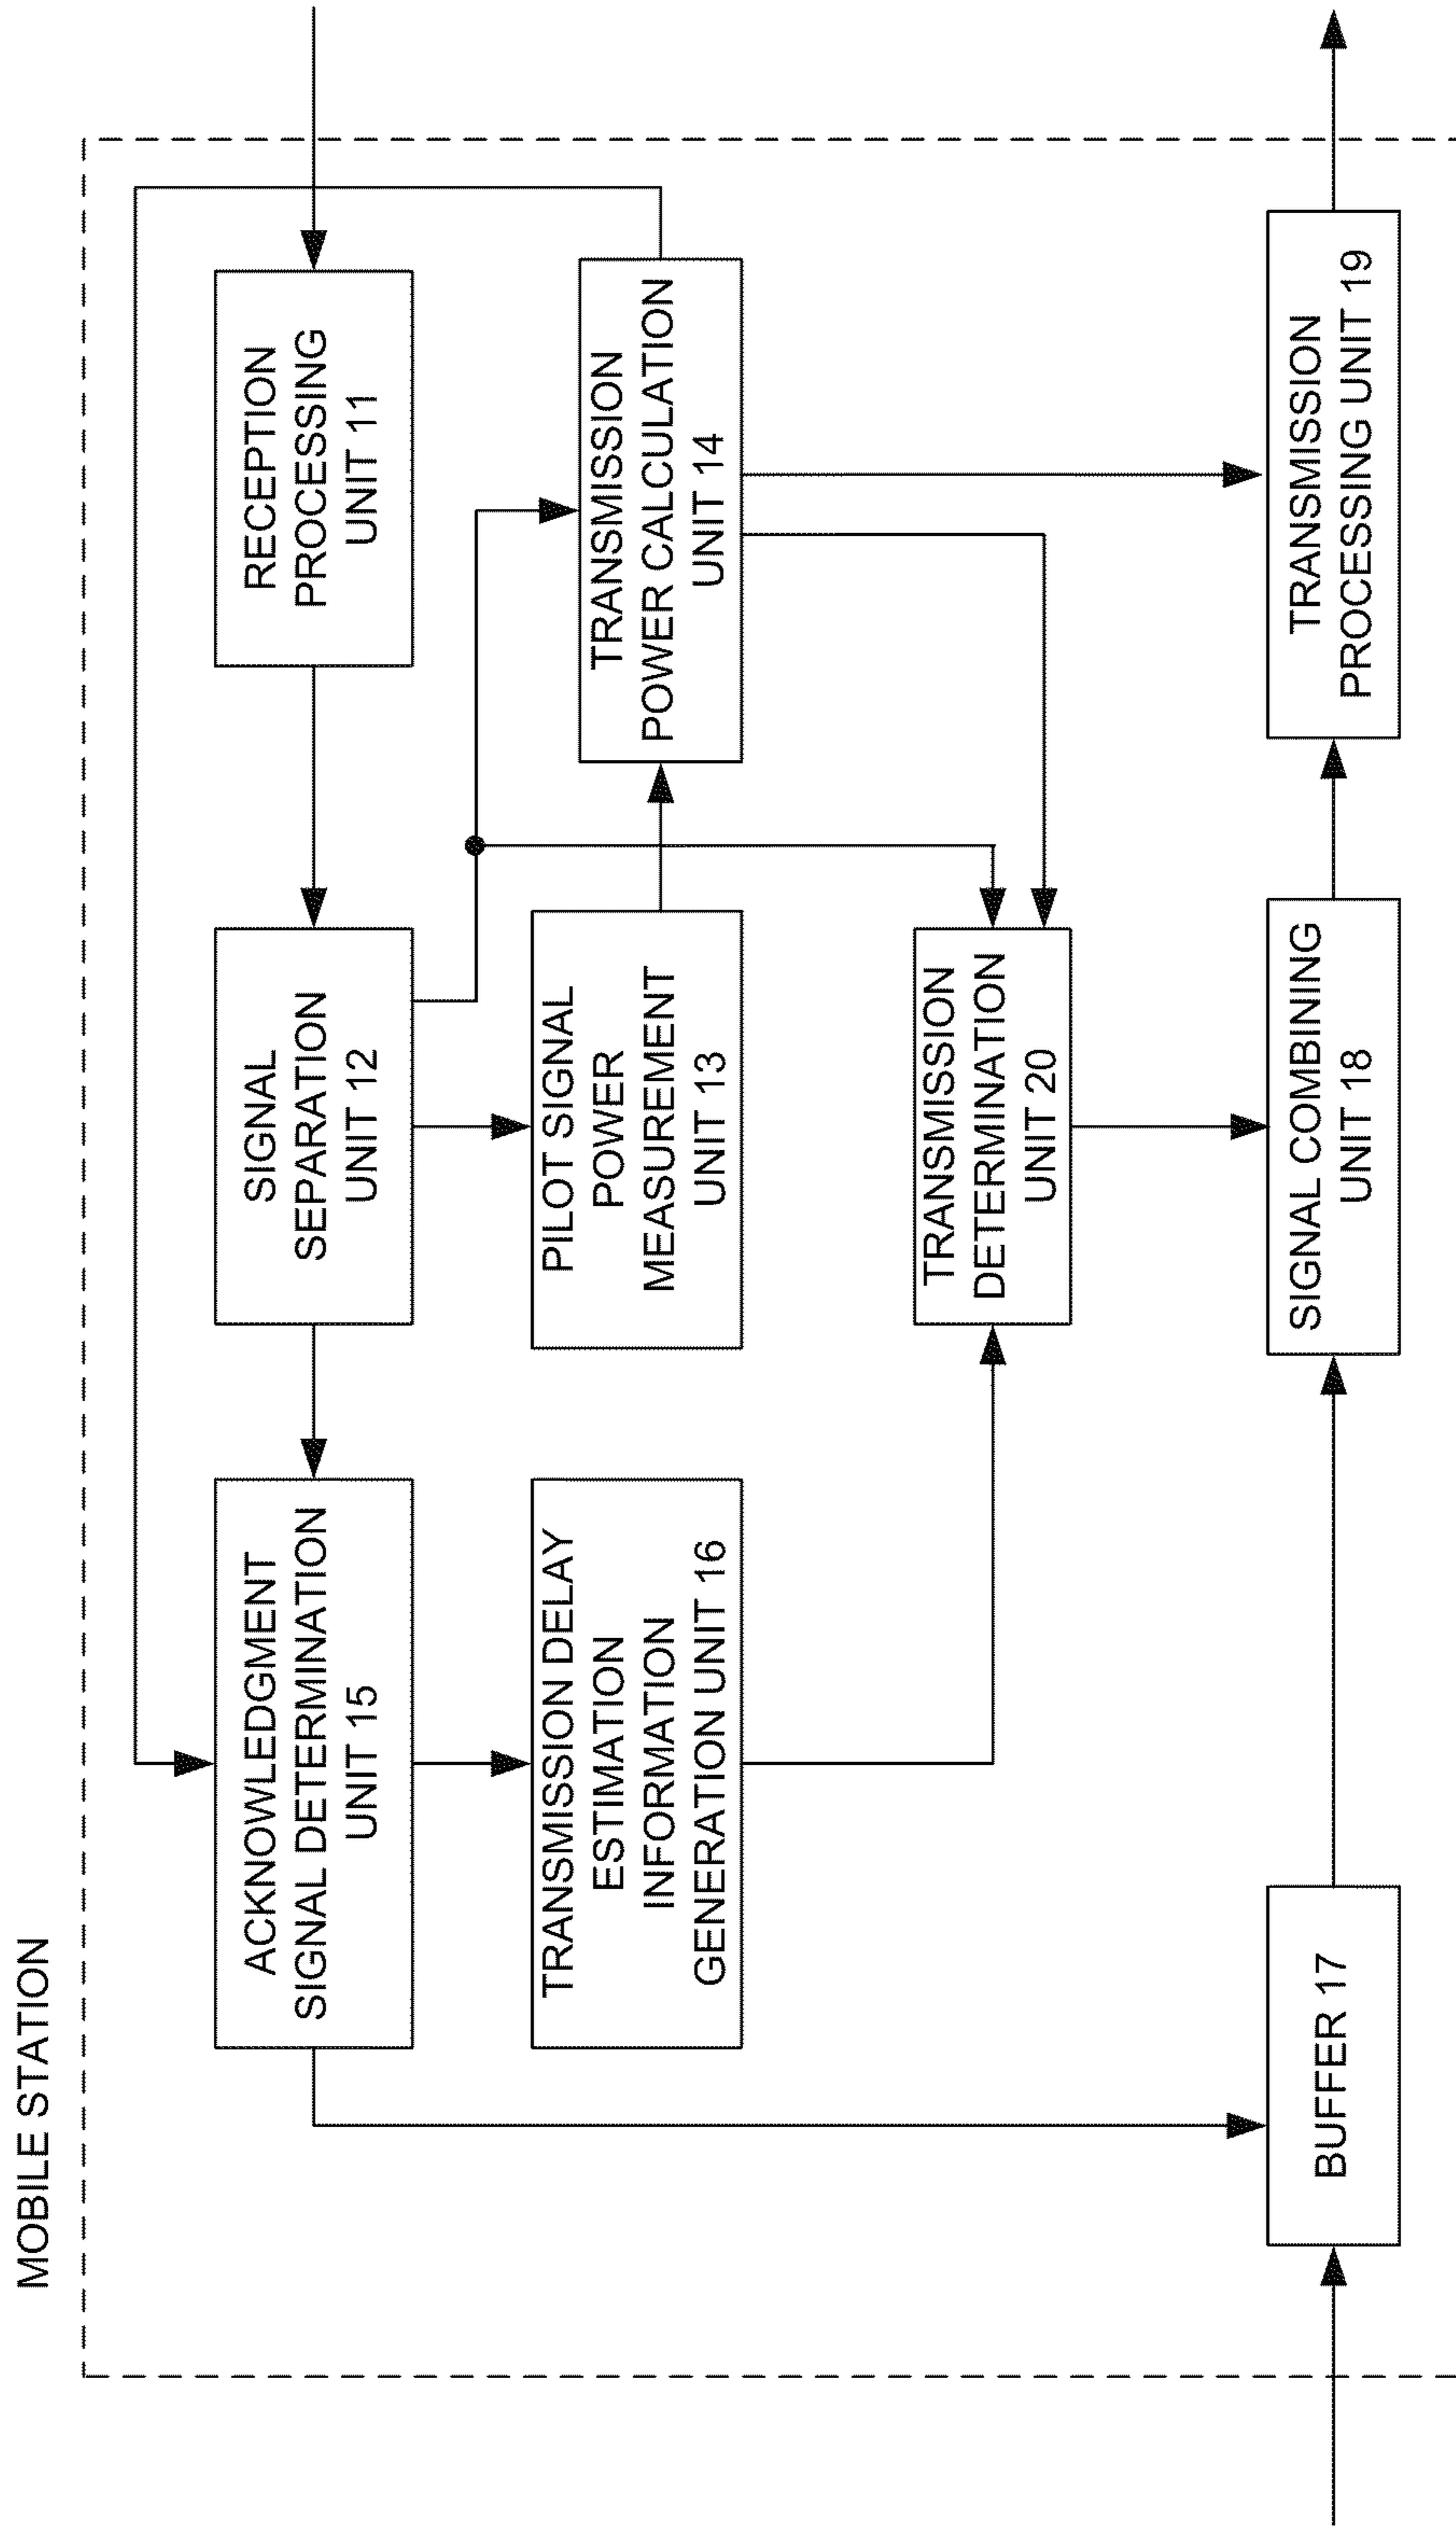 MOBILE STATION
ACKNOWLEDGMENT
SIGNAL DETERMINATION
UNIT 15
SIGNAL
SEPARATION
UNIT 12
RECEPTION
PROCESSING
UNIT 11
TRANSMISSION DELAY
ESTIMATION
INFORMATION
GENERATION UNIT 16
PILOT SIGNAL
POWER
MEASUREMENT
UNIT 13
TRANSMISSION
POWER CALCULATION
UNIT 14
TRANSMISSION
DETERMINATION
UNIT 20
BUFFER 17
SIGNAL COMBINING
UNIT 18
TRANSMISSION
PROCESSING UNIT 19